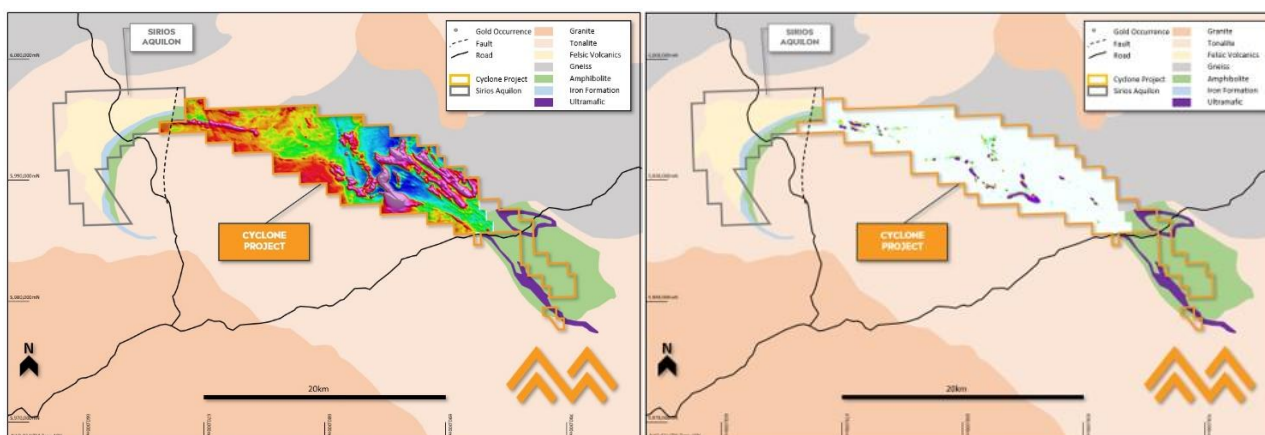 SIRIOS
AQUILON
Gold Occurrence
Fault
Road
Cyclone Project
Sirios Aquilon
Granite
Tonalite
Felsic Volcanics
Gneiss
Amphibolite
Iron Formation
Ultramafic
CYCLONE
PROJECT
N
20km
SIRIOS
AQUILON
Gold Occurrence
Fault
Road
Cyclone Project
Sirios Aquilon
Granite
Tonalite
Felsic Volcanics
Gneiss
Amphibolite
Iron Formation
Ultramafic
CYCLONE
PROJECT
N
20km